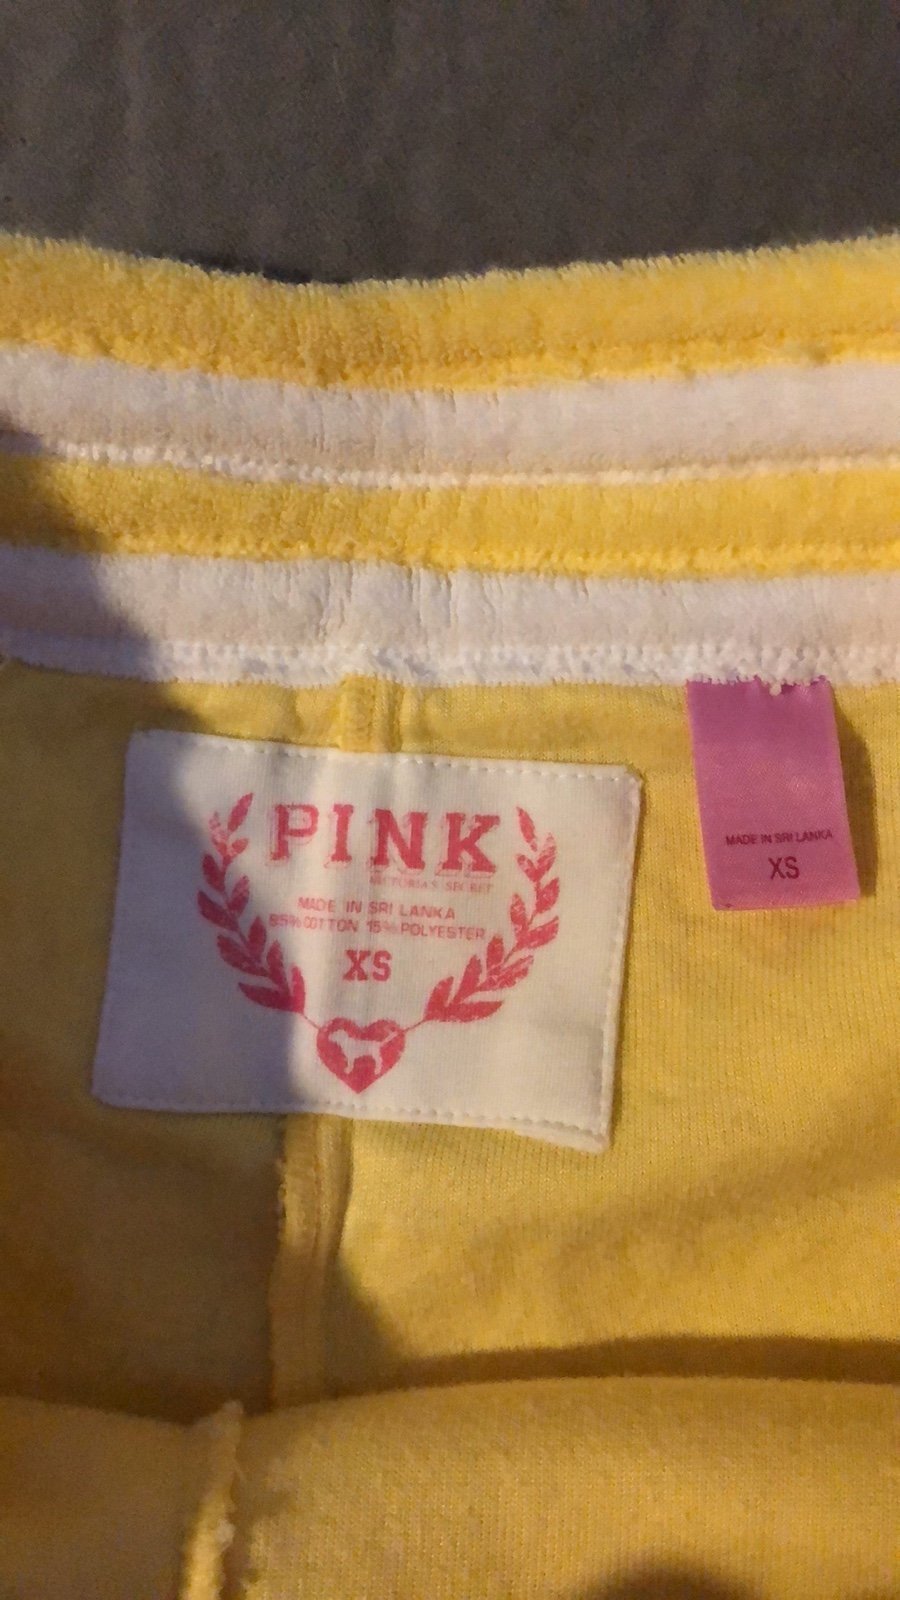 PINK
VICTORIA'S SECRET
MADE IN SRI LANKA
85% COTTON 15% POLYESTER
XS
MADE IN SRI LANKA
XS